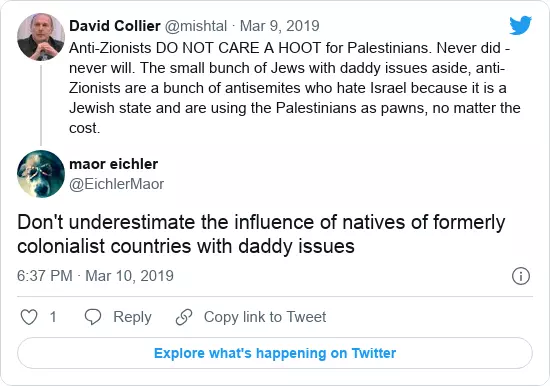 David Collier @mishtal · Mar 9, 2019
Anti-Zionists DO NOT CARE A HOOT for Palestinians. Never did -
never will. The small bunch of Jews with daddy issues aside, anti-
Zionists are a bunch of antisemites who hate Israel because it is a
Jewish state and are using the Palestinians as pawns, no matter the
cost.
maor eichler
@EichlerMaor
Don't underestimate the influence of natives of formerly
colonialist countries with daddy issues
6:37 PM · Mar 10, 2019
1 Reply Copy link to Tweet
Explore what's happening on Twitter